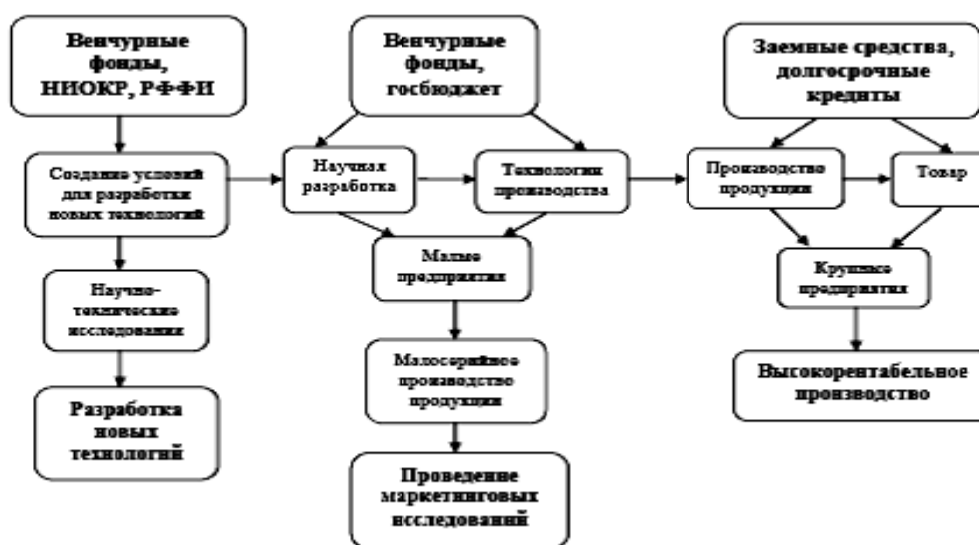 Венчурные
фонды,
НИОКР, РФФИ
Создание условий
для разработки
новых технологий
Научно-
технические
исследования
Разработка
новых
технологий
Венчурные
фонды,
госбюджет
Научная
разработка
Технологии
производства
Малые
предприятия
Малосерийное
производство
продукции
Проведение
маркетинговых
исследований
Заемные средства,
долгосрочные
кредиты
Производство
продукции
Товар
Крупные
предприятия
Высокорентабельное
производство